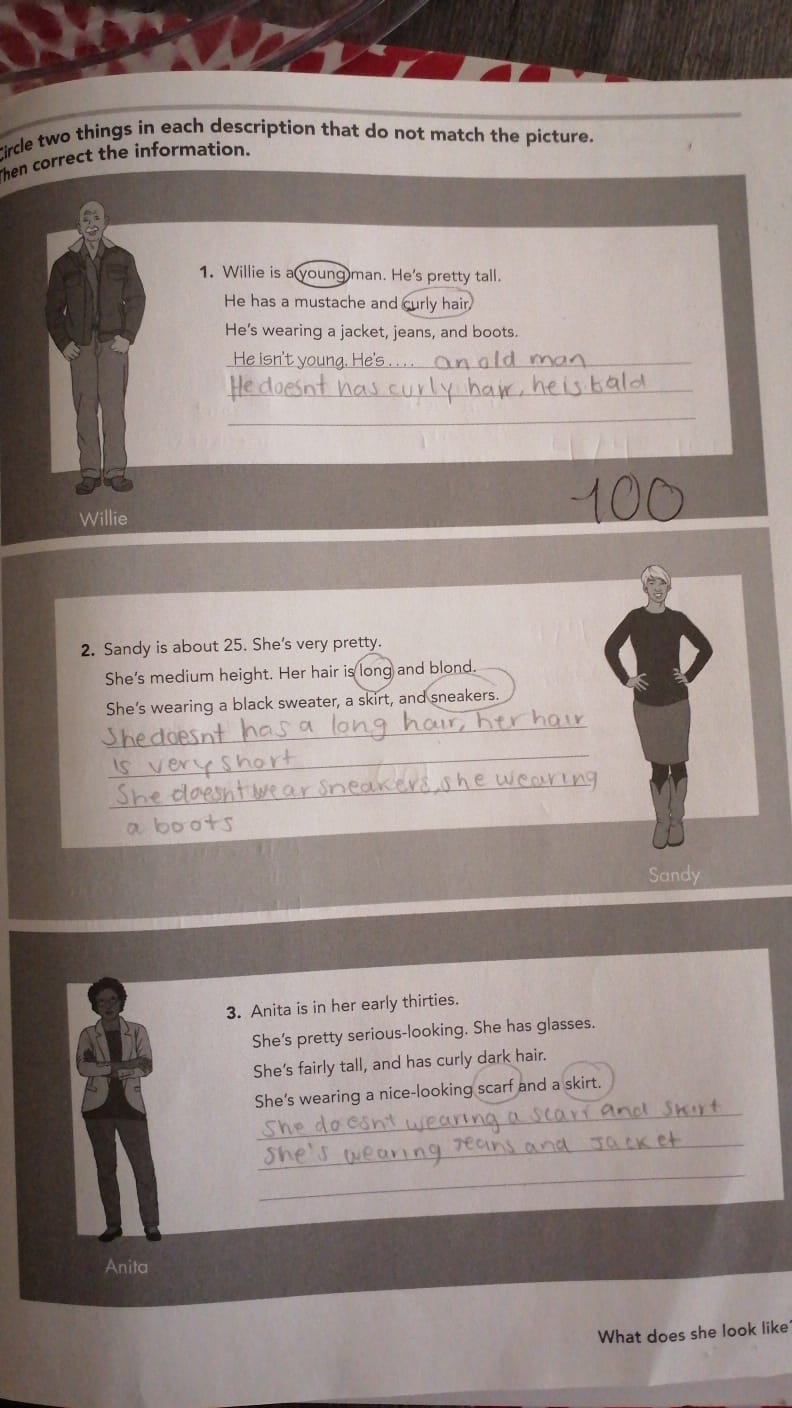 Circle two things in each description that do not match the picture.
Then correct the information.
1. Willie is a young man. He's pretty tall.
He has a mustache and curly hair.
He's wearing a jacket, jeans, and boots.
He isn't young. He's .... an old man
He doesnt has curly hair, he is bald
Willie
100
2. Sandy is about 25. She's very pretty.
She's medium height. Her hair is long and blond.
She's wearing a black sweater, a skirt, and sneakers.
She doesnt has a long hair, her hair
is very short
She doesnt wear sneakers, she wearing
a boots
Sandy
3. Anita is in her early thirties.
She's pretty serious-looking. She has glasses.
She's fairly tall, and has curly dark hair.
She's wearing a nice-looking scarf and a skirt.
She doesnt wearing a scarf and skirt
she's wearing jeans and jacket
Anita
What does she look like?